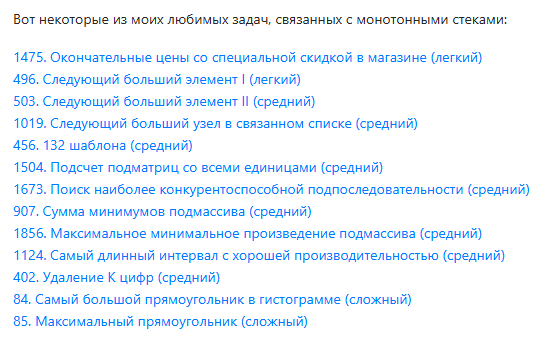 Вот некоторые из моих любимых задач, связанных с монотонными стеками:
1475. Окончательные цены со специальной скидкой в магазине (легкий)
496. Следующий больший элемент I (легкий)
503. Следующий больший элемент II (средний)
1019. Следующий больший узел в связанном списке (средний)
456. 132 шаблона (средний)
1504. Подсчет подматриц со всеми единицами (средний)
1673. Поиск наиболее конкурентоспособной подпоследовательности (средний)
907. Сумма минимумов подмассива (средний)
1856. Максимальное минимальное произведение подмассива (средний)
1124. Самый длинный интервал с хорошей производительностью (средний)
402. Удаление К цифр (средний)
84. Самый большой прямоугольник в гистограмме (сложный)
85. Максимальный прямоугольник (сложный)